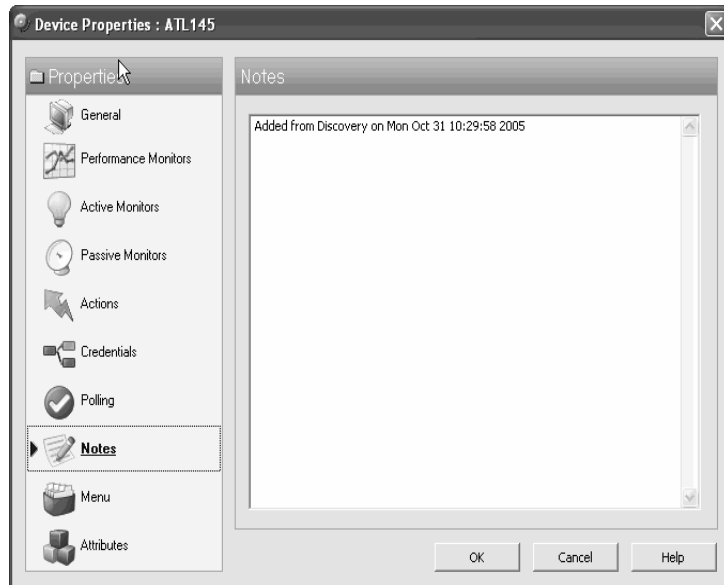 Device Properties : ATL145
Properties
General
Performance Monitors
Active Monitors
Passive Monitors
Actions
Credentials
Polling
Notes
Menu
Attributes
Notes
Added from Discovery on Mon Oct 31 10:29:58 2005
OK
Cancel
Help